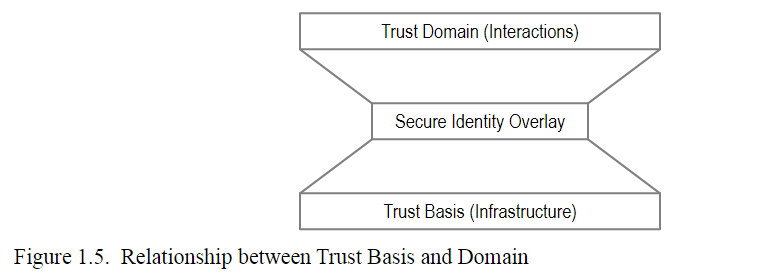 Trust Domain (Interactions)
Secure Identity Overlay
Trust Basis (Infrastructure)
Figure 1.5. Relationship between Trust Basis and Domain